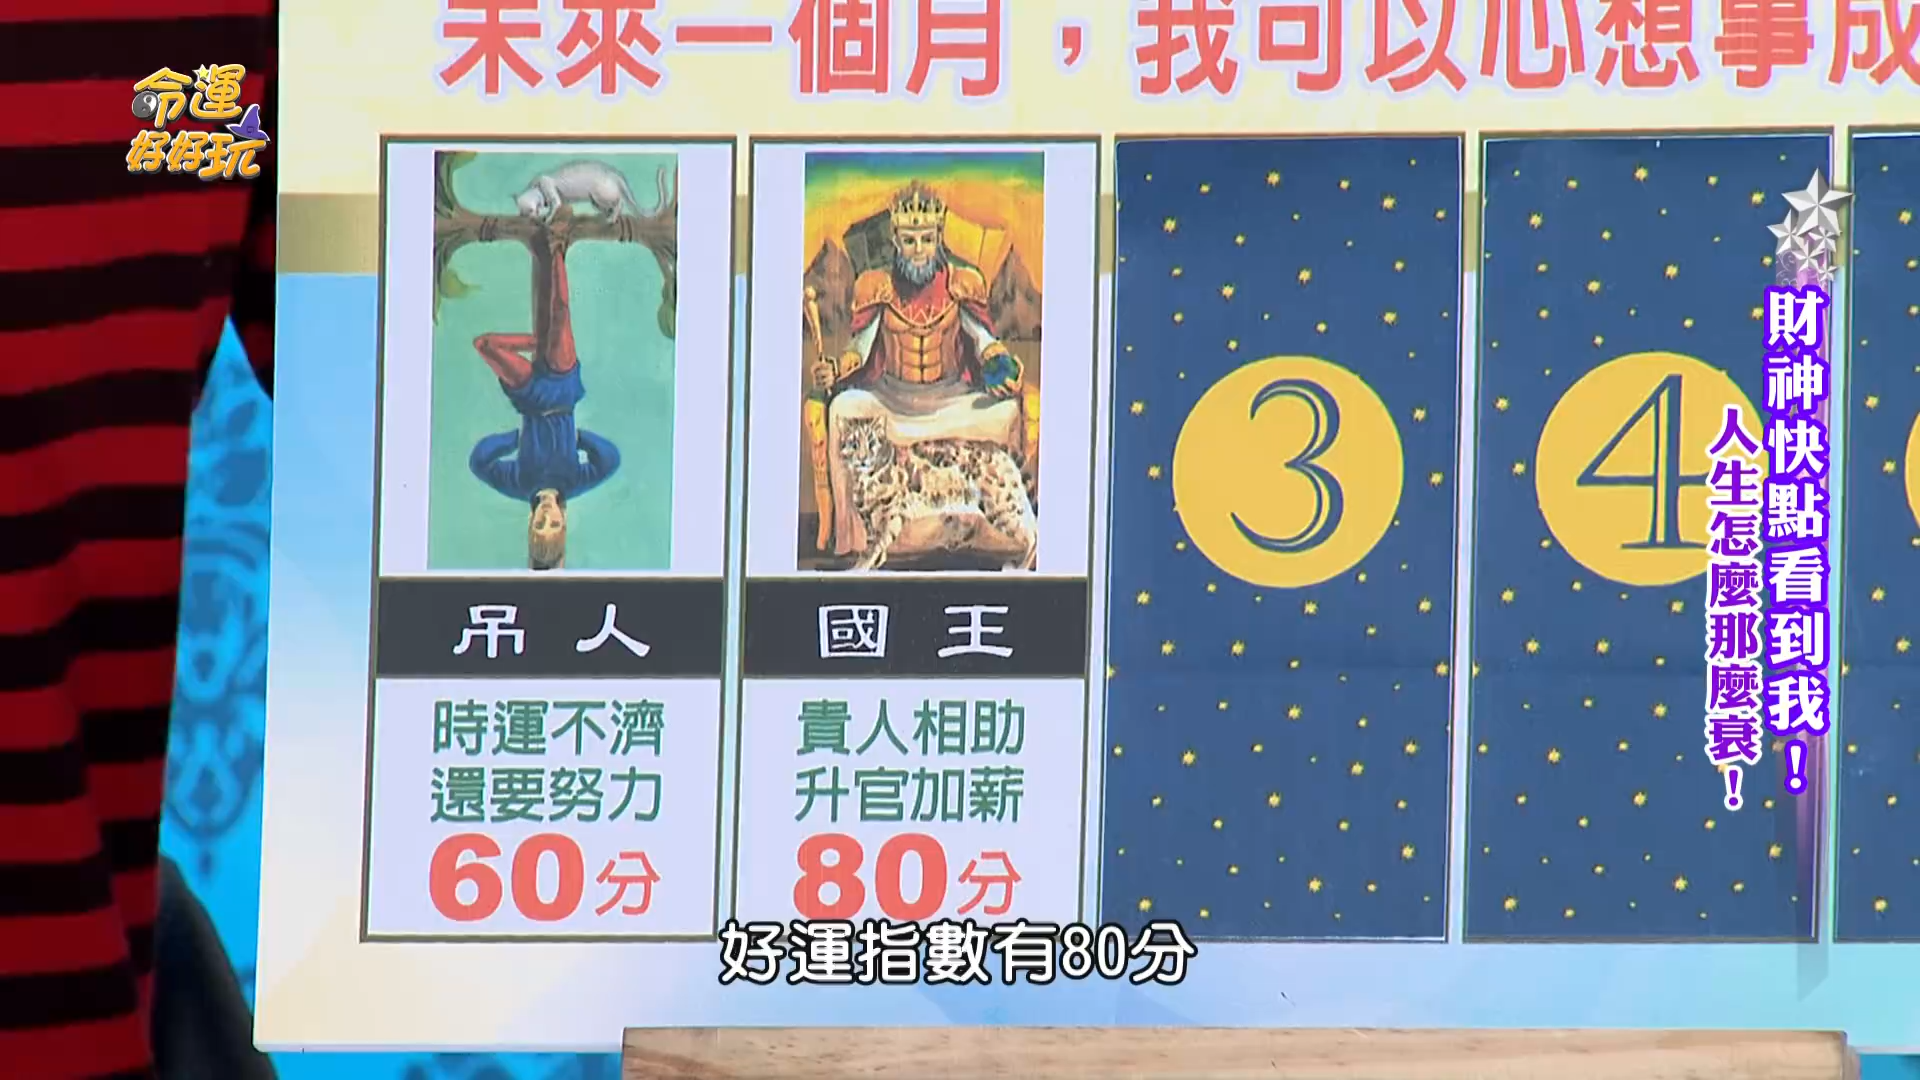 命運
好好玩
未來一個月，我可以心想事成
吊人
時運不濟
還要努力
60分
國王
貴人相助
升官加薪
80分
3
4
財神快點看到我！
人生怎麼那麼衰！
好運指數有80分